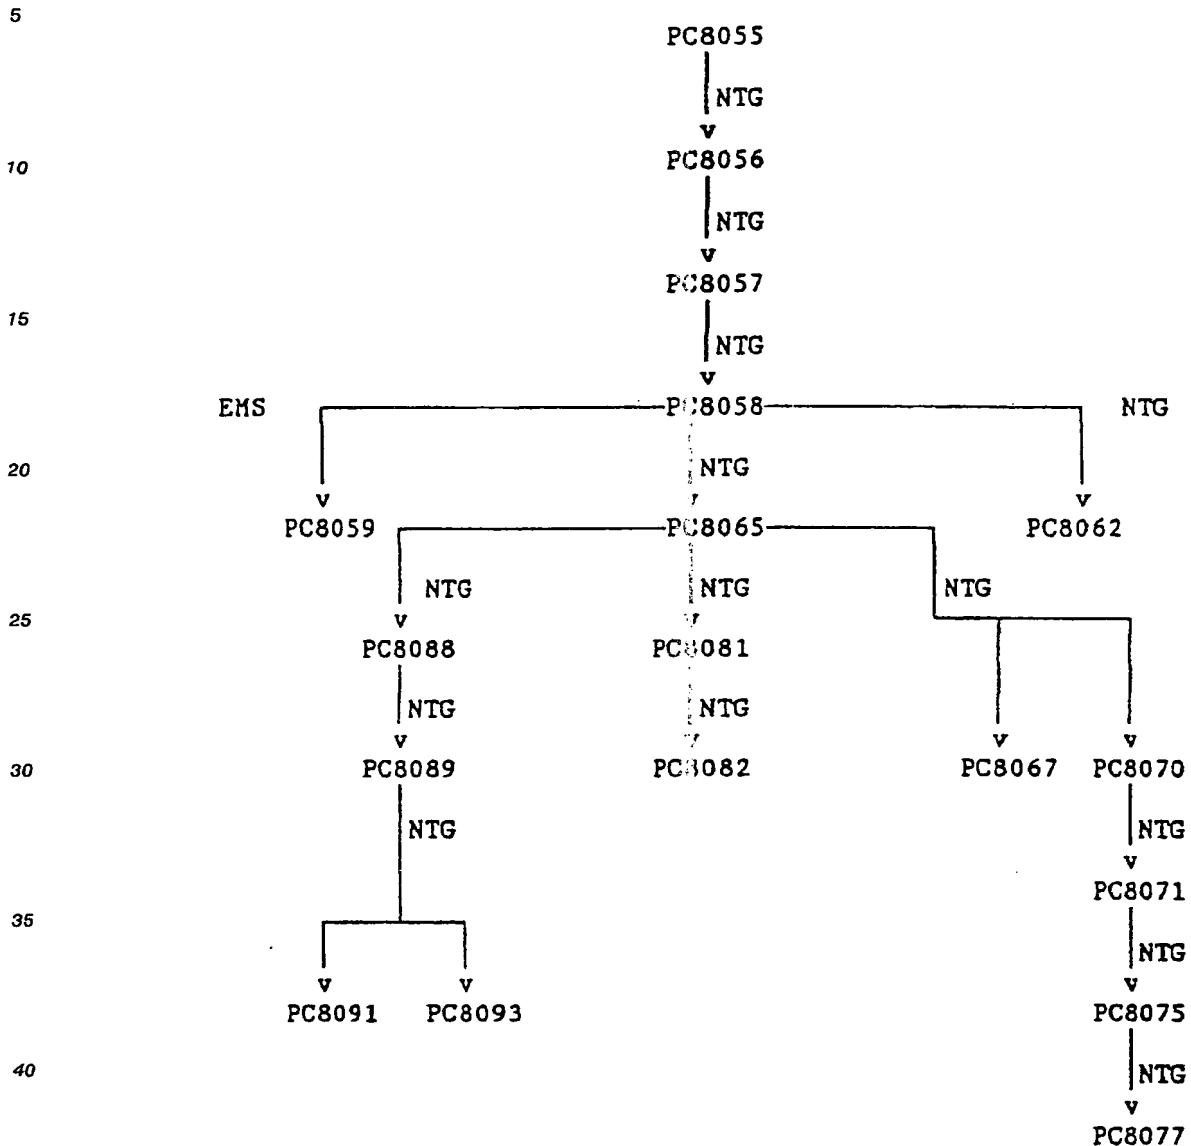 5
PC8055
NTG
10
PC8056
NTG
PC8057
15
NTG
EMS PC8058 NTG
20
NTG
PC8059 PC8065 PC8062
NTG NTG NTG
25
PC8088 PC8081
NTG NTG
30
PC8089 PC8082 PC8067 PC8070
NTG NTG
PC8071
35
NTG
PC8091 PC8093 PC8075
40
NTG
PC8077